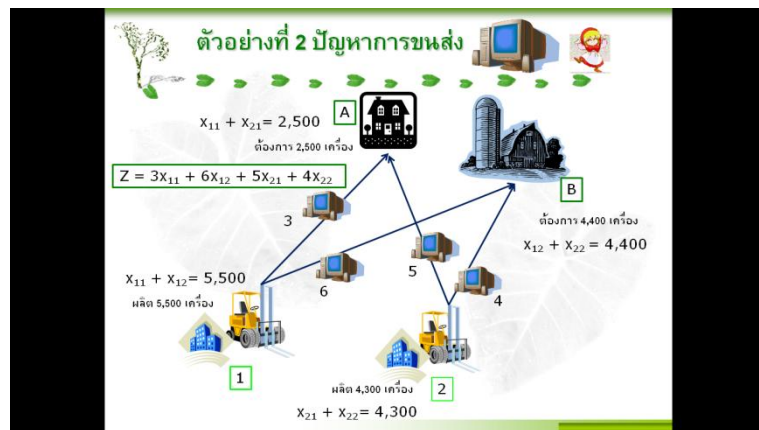 ตัวอย่างที่ 2 ปัญหาการขนส่ง
A
x₁₁ + x₂₁= 2,500
ต้องการ 2,500 เครื่อง
Z = 3x₁₁ + 6x₁₂ + 5x₂₁ + 4x₂₂
B
3
ต้องการ 4,400 เครื่อง
x₁₂ + x₂₂ = 4,400
5
x₁₁ + x₁₂= 5,500
6
4
ผลิต 5,500 เครื่อง
1
ผลิต 4,300 เครื่อง
2
x₂₁ + x₂₂= 4,300